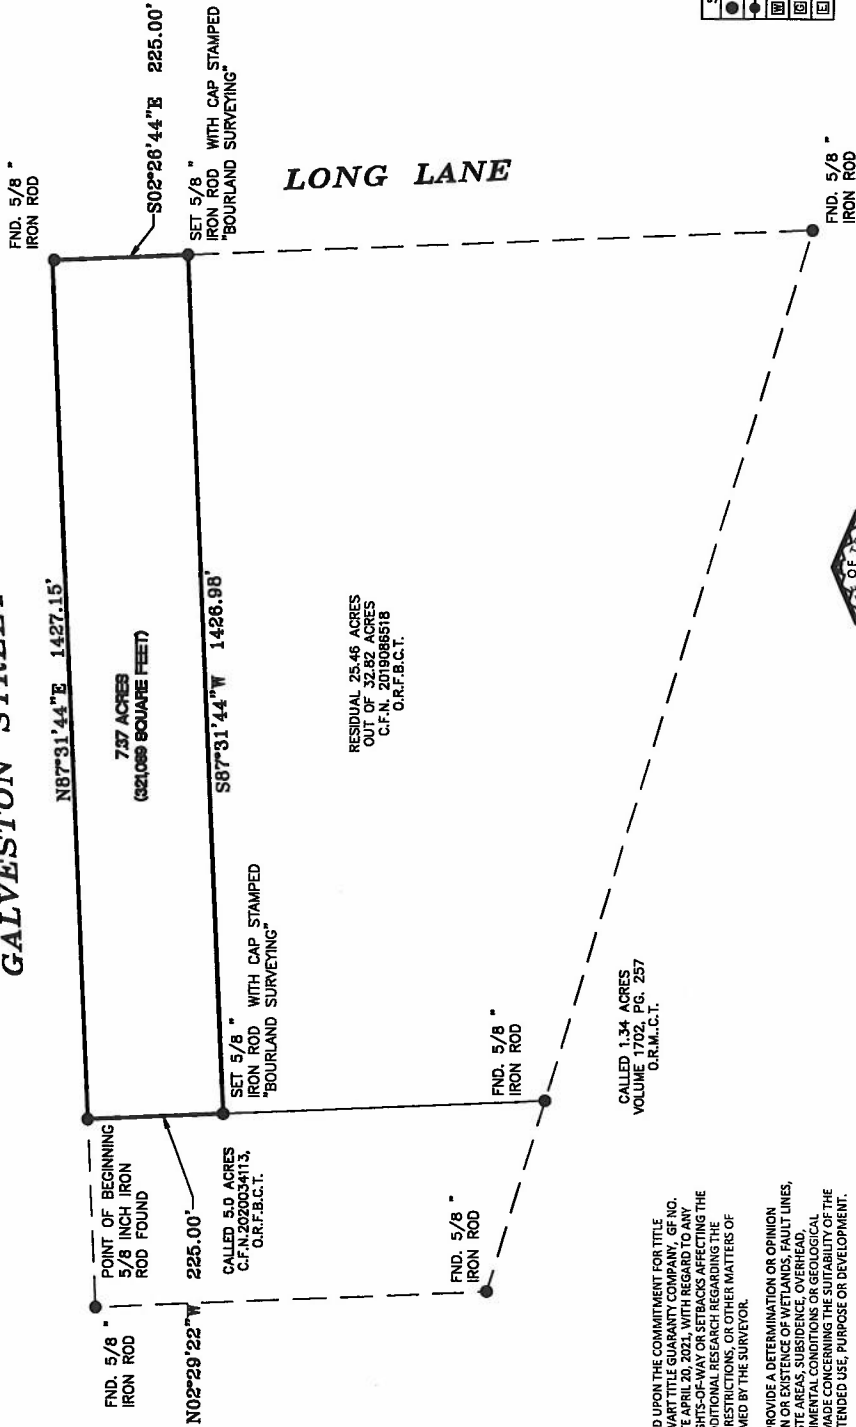 GALVESTON STREET
FND. 5/8 "
IRON ROD
S02°26'44"E 225.00'
SET 5/8 "
IRON ROD WITH CAP STAMPED
"BOURLAND SURVEYING"
LONG LANE
N87°31'44"E 1427.15'
7.37 ACRES
(321,089 SQUARE FEET)
S87°31'44"W 1426.98'
RESIDUAL 25.46 ACRES
OUT OF 32.82 ACRES
C.F.N. 2019086518
O.R.F.B.C.T.
FND. 5/8 "
IRON ROD
POINT OF BEGINNING
5/8 INCH IRON
ROD FOUND
FND. 5/8 "
IRON ROD
N02°29'22"W 225.00'
CALLED 5.0 ACRES
C.F.N.2020034113,
O.R.F.B.C.T.
SET 5/8 "
IRON ROD WITH CAP STAMPED
"BOURLAND SURVEYING"
FND. 5/8 "
IRON ROD
FND. 5/8 "
IRON ROD
CALLED 1.34 ACRES
VOLUME 1702, PG. 257
O.R.M..C.T.
D UPON THE COMMITMENT FOR TITLE
WART TITLE GUARANTY COMPANY, GF NO.
E APRIL 20, 2021, WITH REGARD TO ANY
HTS-OF-WAY OR SETBACKS AFFECTING THE
DITIONAL RESEARCH REGARDING THE
RESTRICTIONS, OR OTHER MATTERS OF
MED BY THE SURVEYOR.
ROVIDE A DETERMINATION OR OPINION
N OR EXISTENCE OF WETLANDS, FAULT LINES,
TE AREAS, SUBSIDENCE, OVERHEAD,
MENTAL CONDITIONS OR GEOLOGICAL
MADE CONCERNING THE SUITABILITY OF THE
TENDED USE, PURPOSE OR DEVELOPMENT.
OF
S
W
G
E